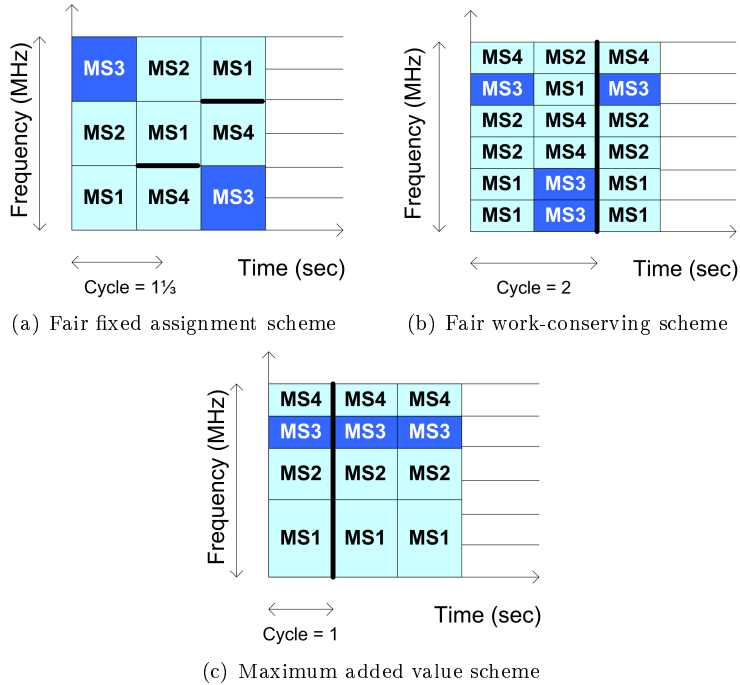 Frequency (MHz)
MS3 MS2 MS1
MS2 MS1 MS4
MS1 MS4 MS3
Time (sec)
Cycle = 1⅓
(a) Fair fixed assignment scheme
Frequency (MHz)
MS4 MS2 MS4
MS3 MS1 MS3
MS2 MS4 MS2
MS2 MS4 MS2
MS1 MS3 MS1
MS1 MS3 MS1
Time (sec)
Cycle = 2
(b) Fair work-conserving scheme
Frequency (MHz)
MS4 MS4 MS4
MS3 MS3 MS3
MS2 MS2 MS2
MS1 MS1 MS1
Time (sec)
Cycle = 1
(c) Maximum added value scheme